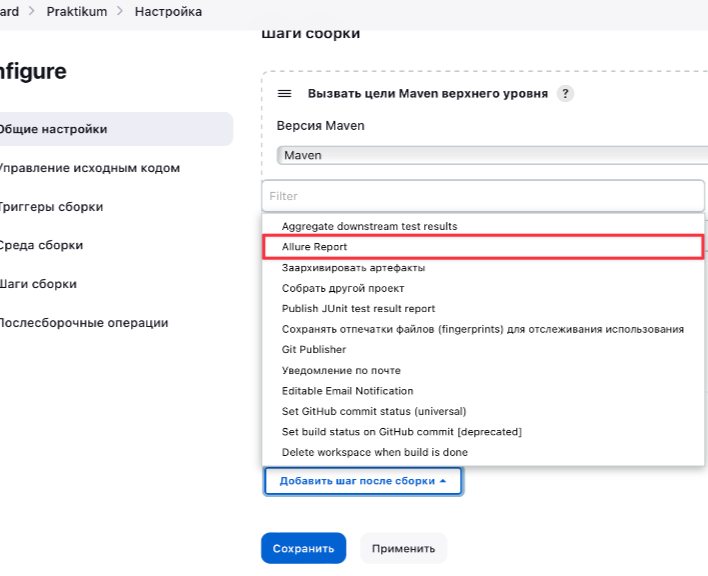 ard > Praktikum > Настройка
nfigure
Общие настройки
Управление исходным кодом
Триггеры сборки
Среда сборки
Шаги сборки
Послесборочные операции
Шаги сборки
Вызвать цели Maven верхнего уровня ?
Версия Maven
Maven
Filter
Aggregate downstream test results
Allure Report
Заархивировать артефакты
Собрать другой проект
Publish JUnit test result report
Сохранять отпечатки файлов (fingerprints) для отслеживания использования
Git Publisher
Уведомление по почте
Editable Email Notification
Set GitHub commit status (universal)
Set build status on GitHub commit [deprecated]
Delete workspace when build is done
Добавить шаг после сборки
Сохранить
Применить